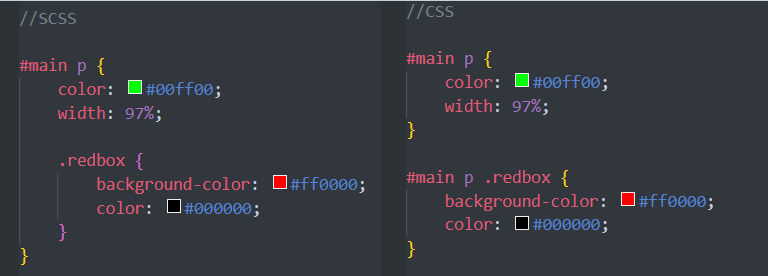 //SCSS
#main p {
color: #00ff00;
width: 97%;
.redbox {
background-color: #ff0000;
color: #000000;
}
}
//CSS
#main p {
color: #00ff00;
width: 97%;
}
#main p .redbox {
background-color: #ff0000;
color: #000000;
}